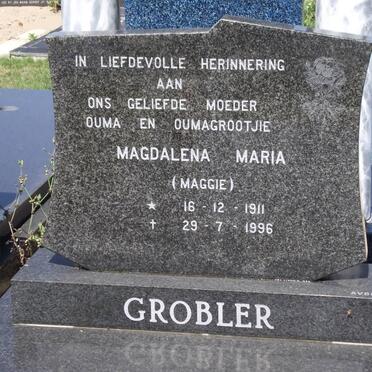 IN LIEFDEVOLLE HERINNERING
AAN
ONS GELIEFDE MOEDER
OUMA EN OUMAGROOTJIE
MAGDALENA MARIA
(MAGGIE)
★ 16 - 12 - 1911
† 29 - 7 - 1996
GROBLER